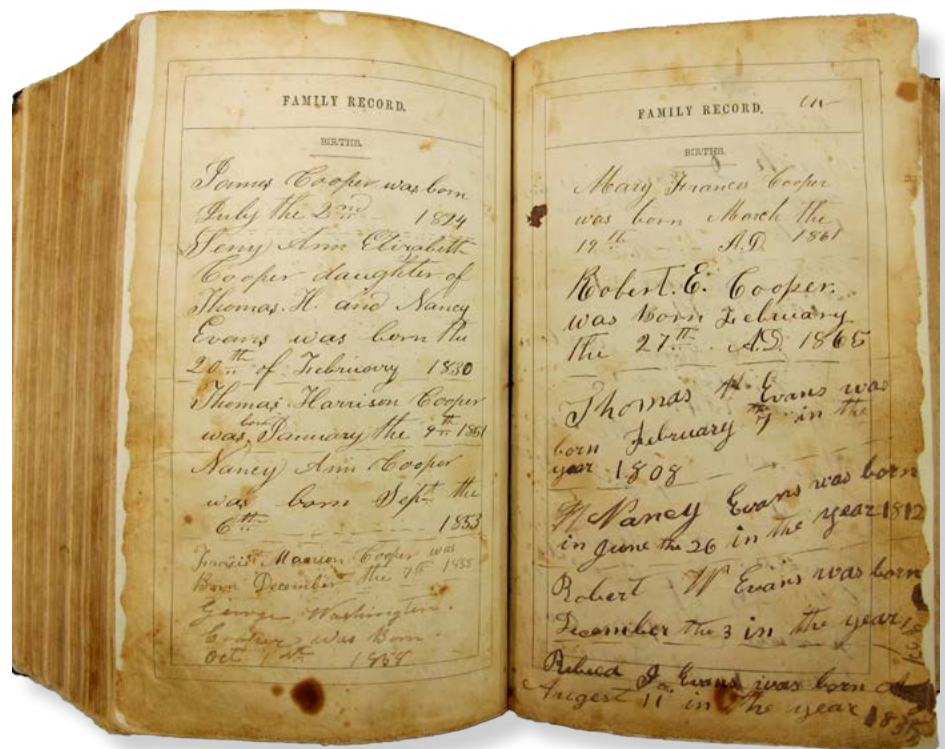 FAMILY RECORD.
BIRTHS.
James Cooper was born
July the 2nd 1824
Ann Elizabeth
Cooper daughter of
Thomas. H. and Nancy
Evans was born the
20th of February 1830
Thomas Harrison Cooper
was born January the 9th 1851
Nancy Ann Cooper
was born Sept the
6th 1853
Francis Marion Cooper was
Born December the 7th 1855
George Washington.
Cooper was Born.
Oct 1858
FAMILY RECORD.
BIRTHS.
Mary Frances Cooper
was born March the
19th A.D. 1861
Robert. E. Cooper.
was born February
the 27th A.D. 1865
Thomas H. Evans was
born February 7th in the
year 1808
Nancy Evans was born
in June the 26 in the year 1812
Robert W Evans was born
December the 3 in the year
J. Evans was born
Augest 11 in the year 1835